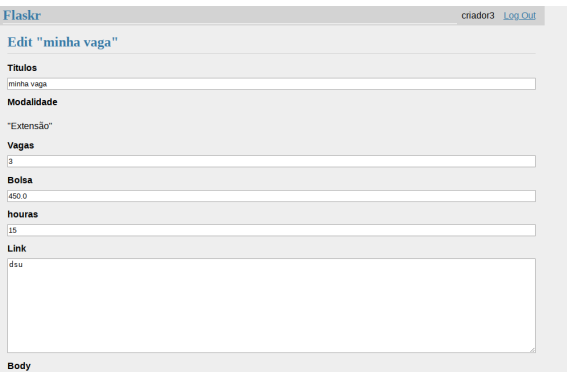 Flaskr criador3 Log Out
Edit "minha vaga"
Títulos
minha vaga
Modalidade
"Extensão"
Vagas
3
Bolsa
450.0
houras
15
Link
dsu
Body